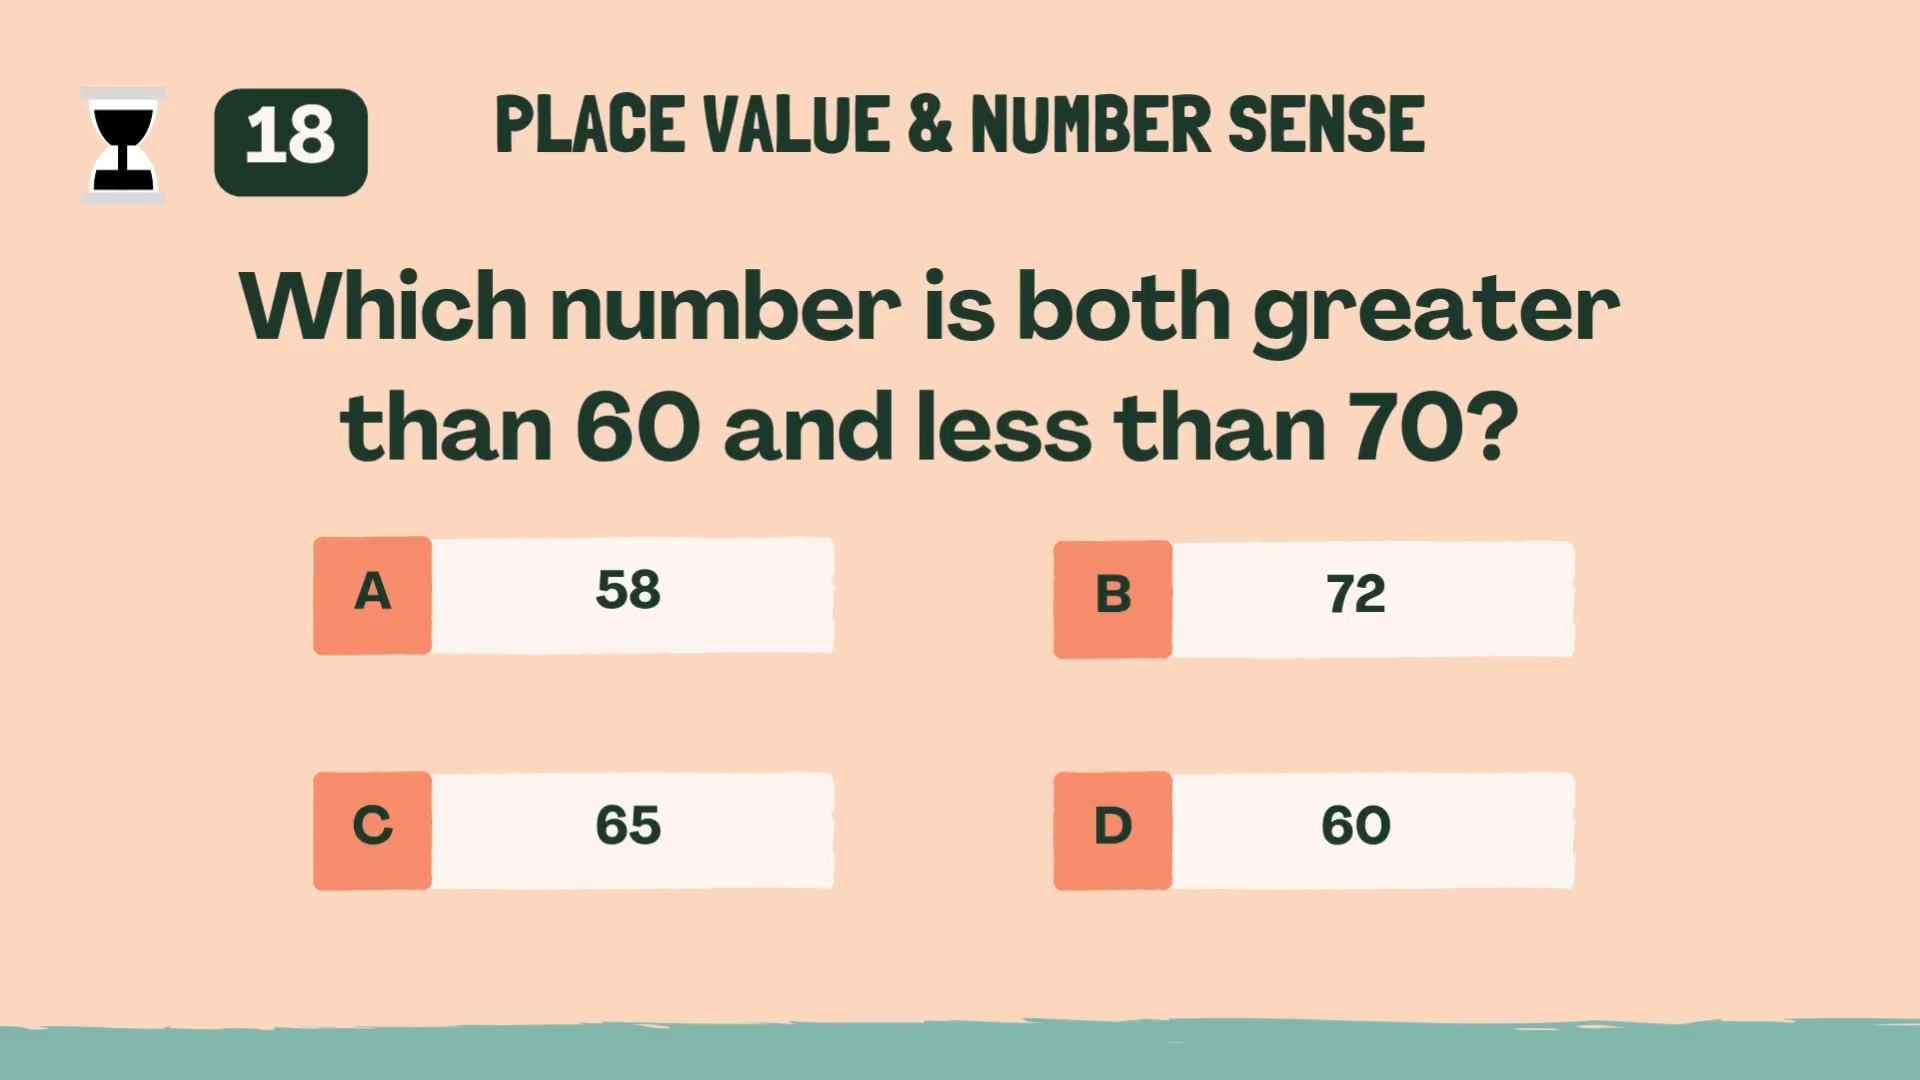 18
PLACE VALUE & NUMBER SENSE
Which number is both greater
than 60 and less than 70?
A 58
B 72
C 65
D 60